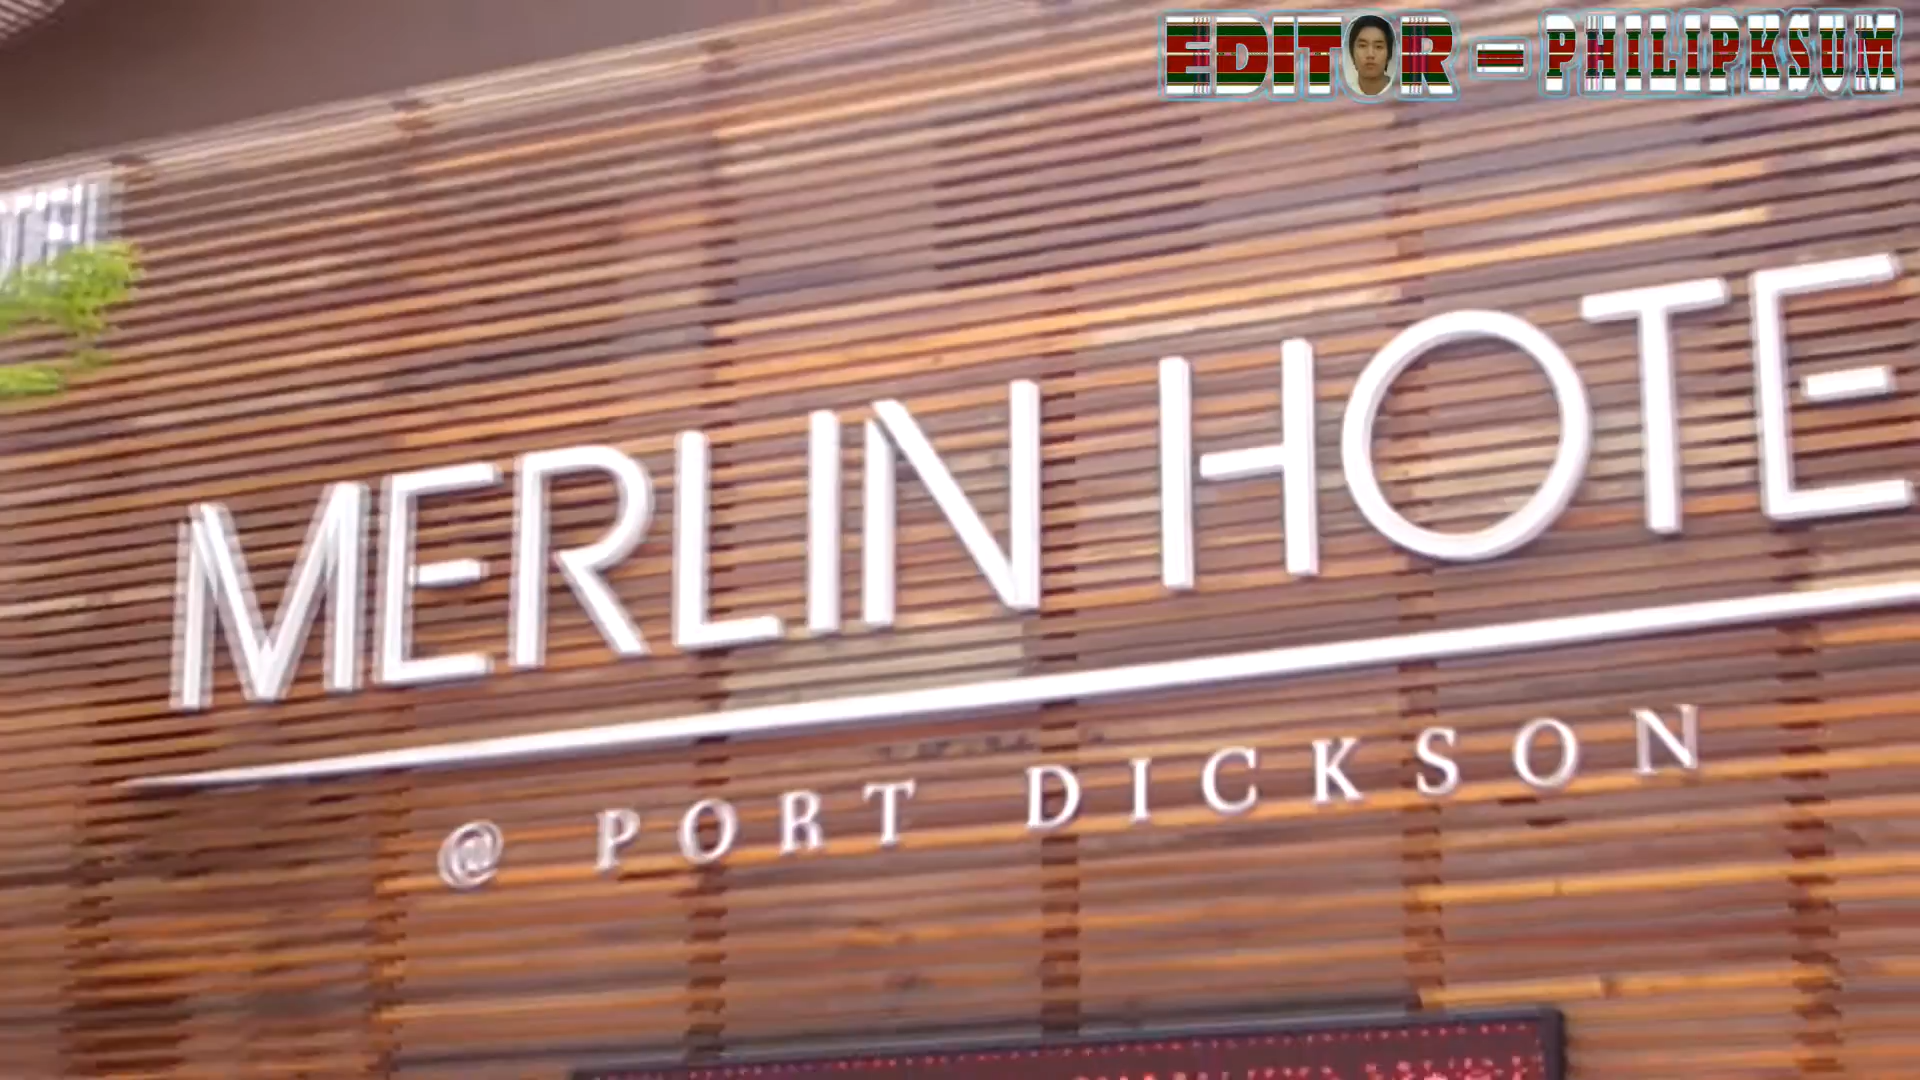 EDITOR = PHILIPKSUM
MERLIN HOTE
@ PORT DICKSON